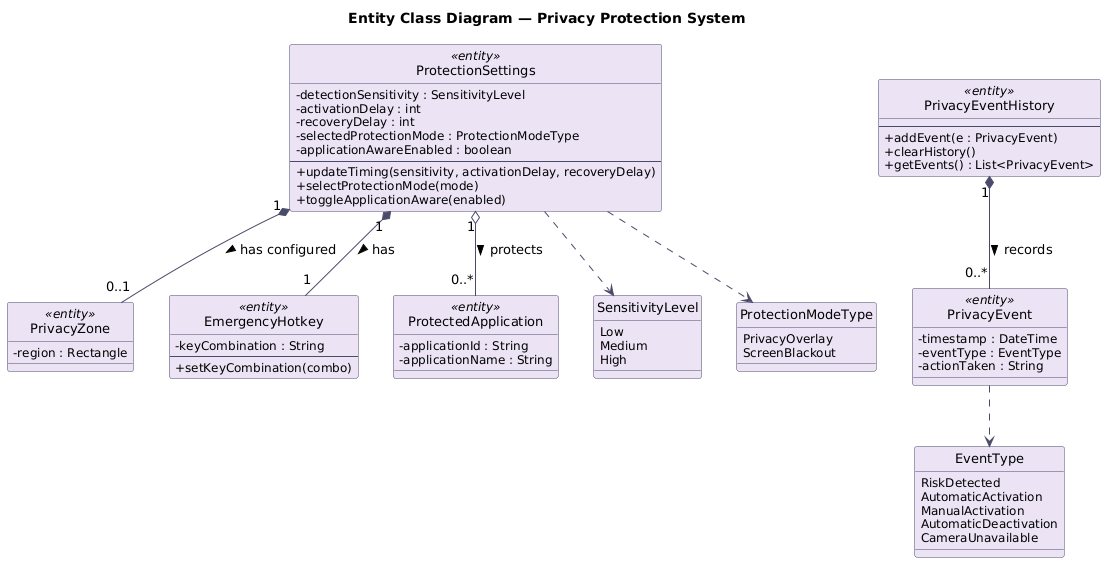 Entity Class Diagram — Privacy Protection System
«entity»
ProtectionSettings
-detectionSensitivity : SensitivityLevel
-activationDelay : int
-recoveryDelay : int
-selectedProtectionMode : ProtectionModeType
-applicationAwareEnabled : boolean
+updateTiming(sensitivity, activationDelay, recoveryDelay)
+selectProtectionMode(mode)
+toggleApplicationAware(enabled)
«entity»
PrivacyEventHistory
+addEvent(e : PrivacyEvent)
+clearHistory()
+getEvents() : List<PrivacyEvent>
1
has configured
0..1
1
has
1
1
protects
0..*
1
records
0..*
«entity»
PrivacyZone
-region : Rectangle
«entity»
EmergencyHotkey
-keyCombination : String
+setKeyCombination(combo)
«entity»
ProtectedApplication
-applicationId : String
-applicationName : String
SensitivityLevel
Low
Medium
High
ProtectionModeType
PrivacyOverlay
ScreenBlackout
«entity»
PrivacyEvent
-timestamp : DateTime
-eventType : EventType
-actionTaken : String
EventType
RiskDetected
AutomaticActivation
ManualActivation
AutomaticDeactivation
CameraUnavailable